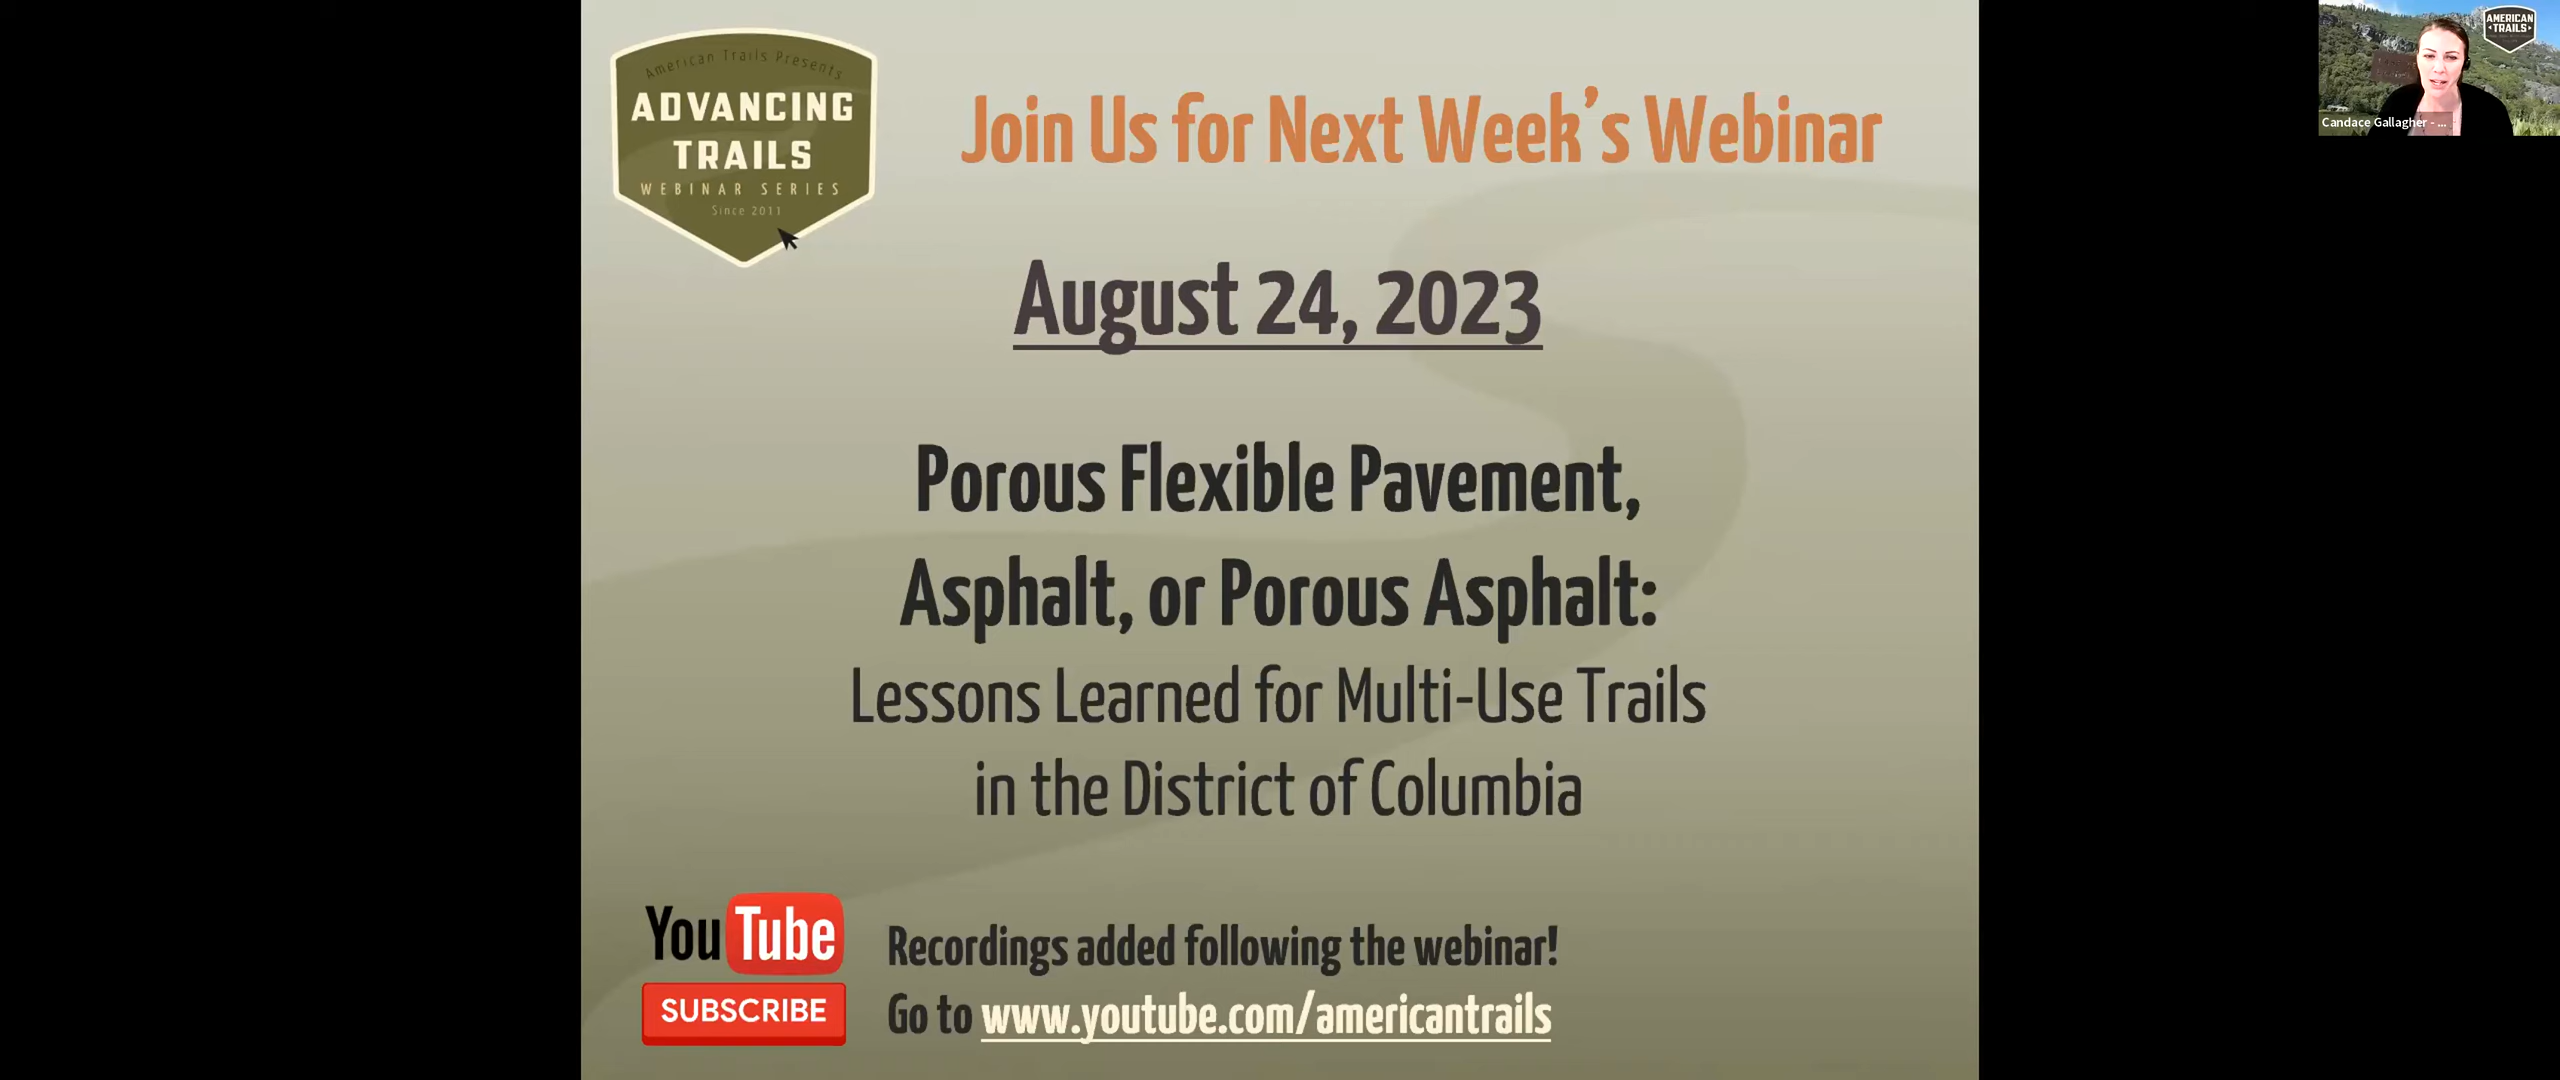 American Trails Presents
ADVANCING
TRAILS
WEBINAR SERIES
Since 2011
Join Us for Next Week's Webinar
August 24, 2023
Porous Flexible Pavement,
Asphalt, or Porous Asphalt:
Lessons Learned for Multi-Use Trails
in the District of Columbia
YouTube
SUBSCRIBE
Recordings added following the webinar!
Go to www.youtube.com/americantrails
AMERICAN
TRAILS
Candace Gallagher - ...